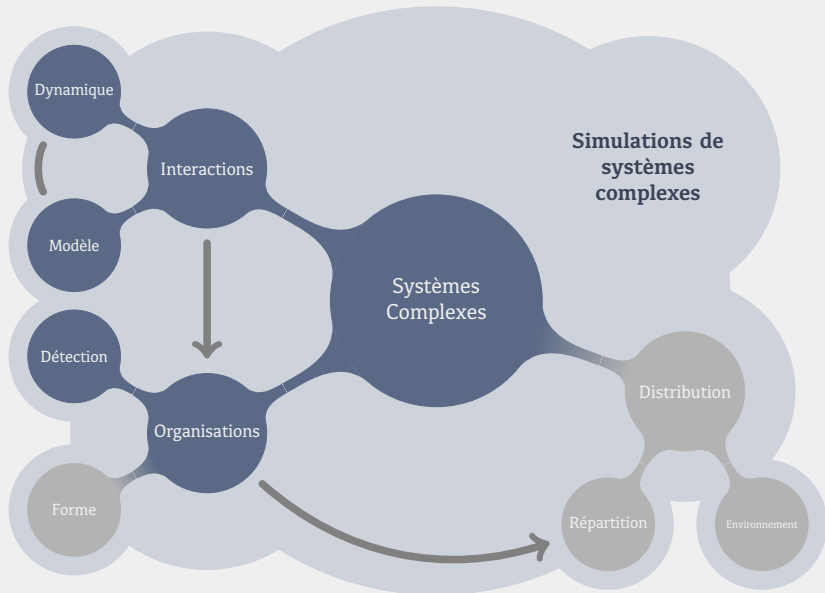 Dynamique
Interactions
Modèle
Détection
Organisations
Forme
Systèmes
Complexes
Simulations de
systèmes
complexes
Distribution
Répartition
Environnement